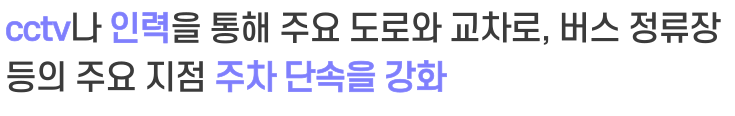 cctv나 인력을 통해 주요 도로와 교차로, 버스 정류장
등의 주요 지점 주차 단속을 강화